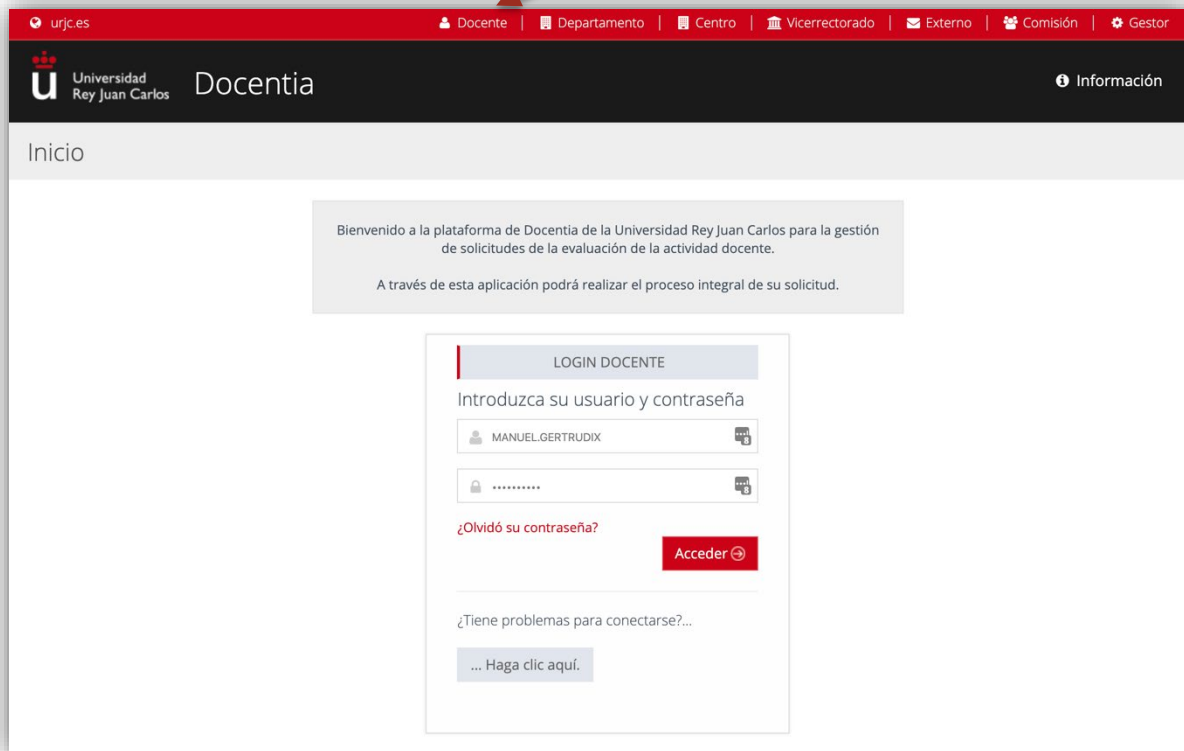 urjc.es
Docente | Departamento | Centro | Vicerrectorado | Externo | Comisión | Gestor
Universidad
Rey Juan Carlos
Docentia
Información
Inicio
Bienvenido a la plataforma de Docentia de la Universidad Rey Juan Carlos para la gestión
de solicitudes de la evaluación de la actividad docente.
A través de esta aplicación podrá realizar el proceso integral de su solicitud.
LOGIN DOCENTE
Introduzca su usuario y contraseña
MANUEL.GERTRUDIX
..........
¿Olvidó su contraseña?
Acceder
¿Tiene problemas para conectarse?...
... Haga clic aquí.